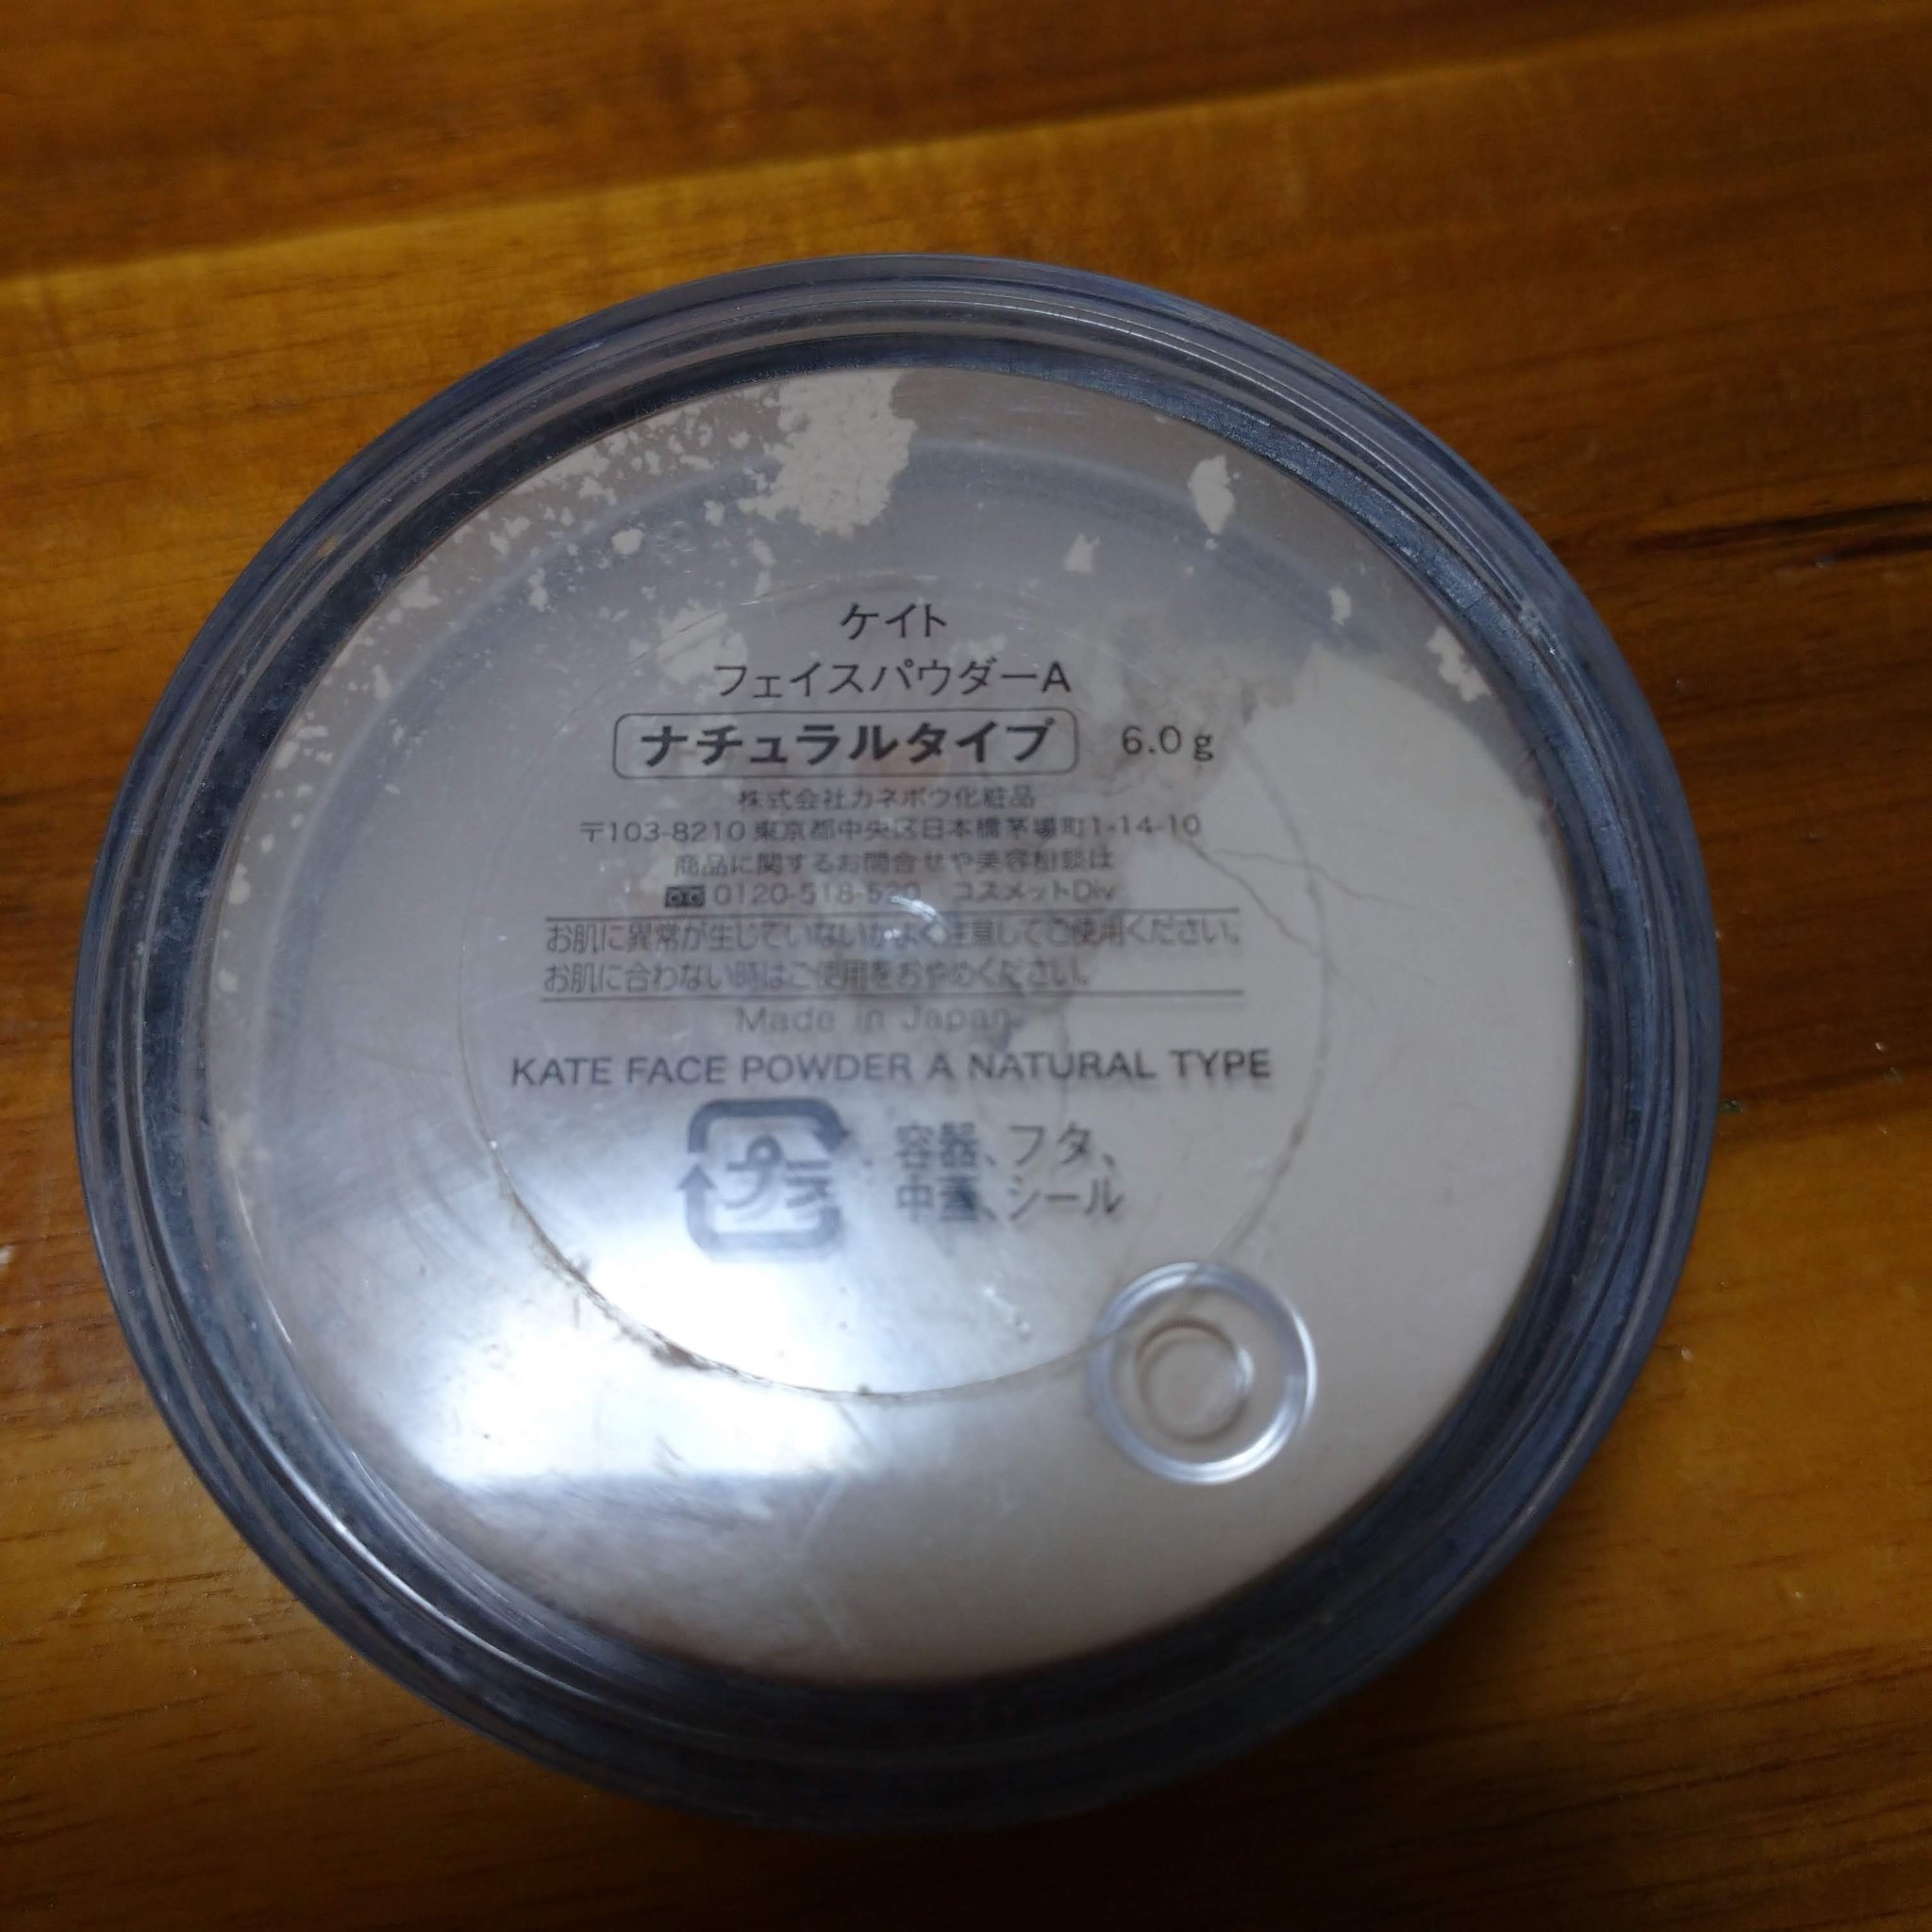 ケイト
フェイスパウダーA
ナチュラルタイプ 6.0g
株式会社カネボウ化粧品
〒103-8210 東京都中央区日本橋茅場町1-14-10
商品に関するお問合せや美容相談は
0120-518-520 コスメットDiv
お肌に異常が生じていないかよく注意してご使用ください。
お肌に合わない時はご使用をおやめください。
Made in Japan
KATE FACE POWDER A NATURAL TYPE
プラ 容器、フタ、
中蓋、シール